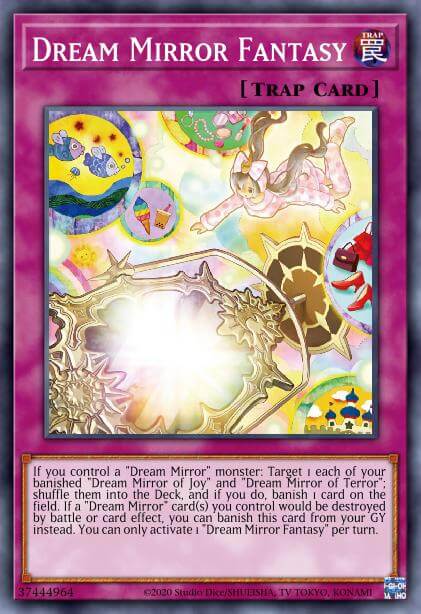 DREAM MIRROR FANTASY
TRAP
罠
[TRAP CARD]
If you control a "Dream Mirror" monster: Target 1 each of your
banished "Dream Mirror of Joy" and "Dream Mirror of Terror";
shuffle them into the Deck, and if you do, banish 1 card on the
field. If a "Dream Mirror" card(s) you control would be destroyed
by battle or card effect, you can banish this card from your GY
instead. You can only activate 1 "Dream Mirror Fantasy" per turn.
37444964
©2020 Studio Dice/SHUEISHA, TV TOKYO, KONAMI